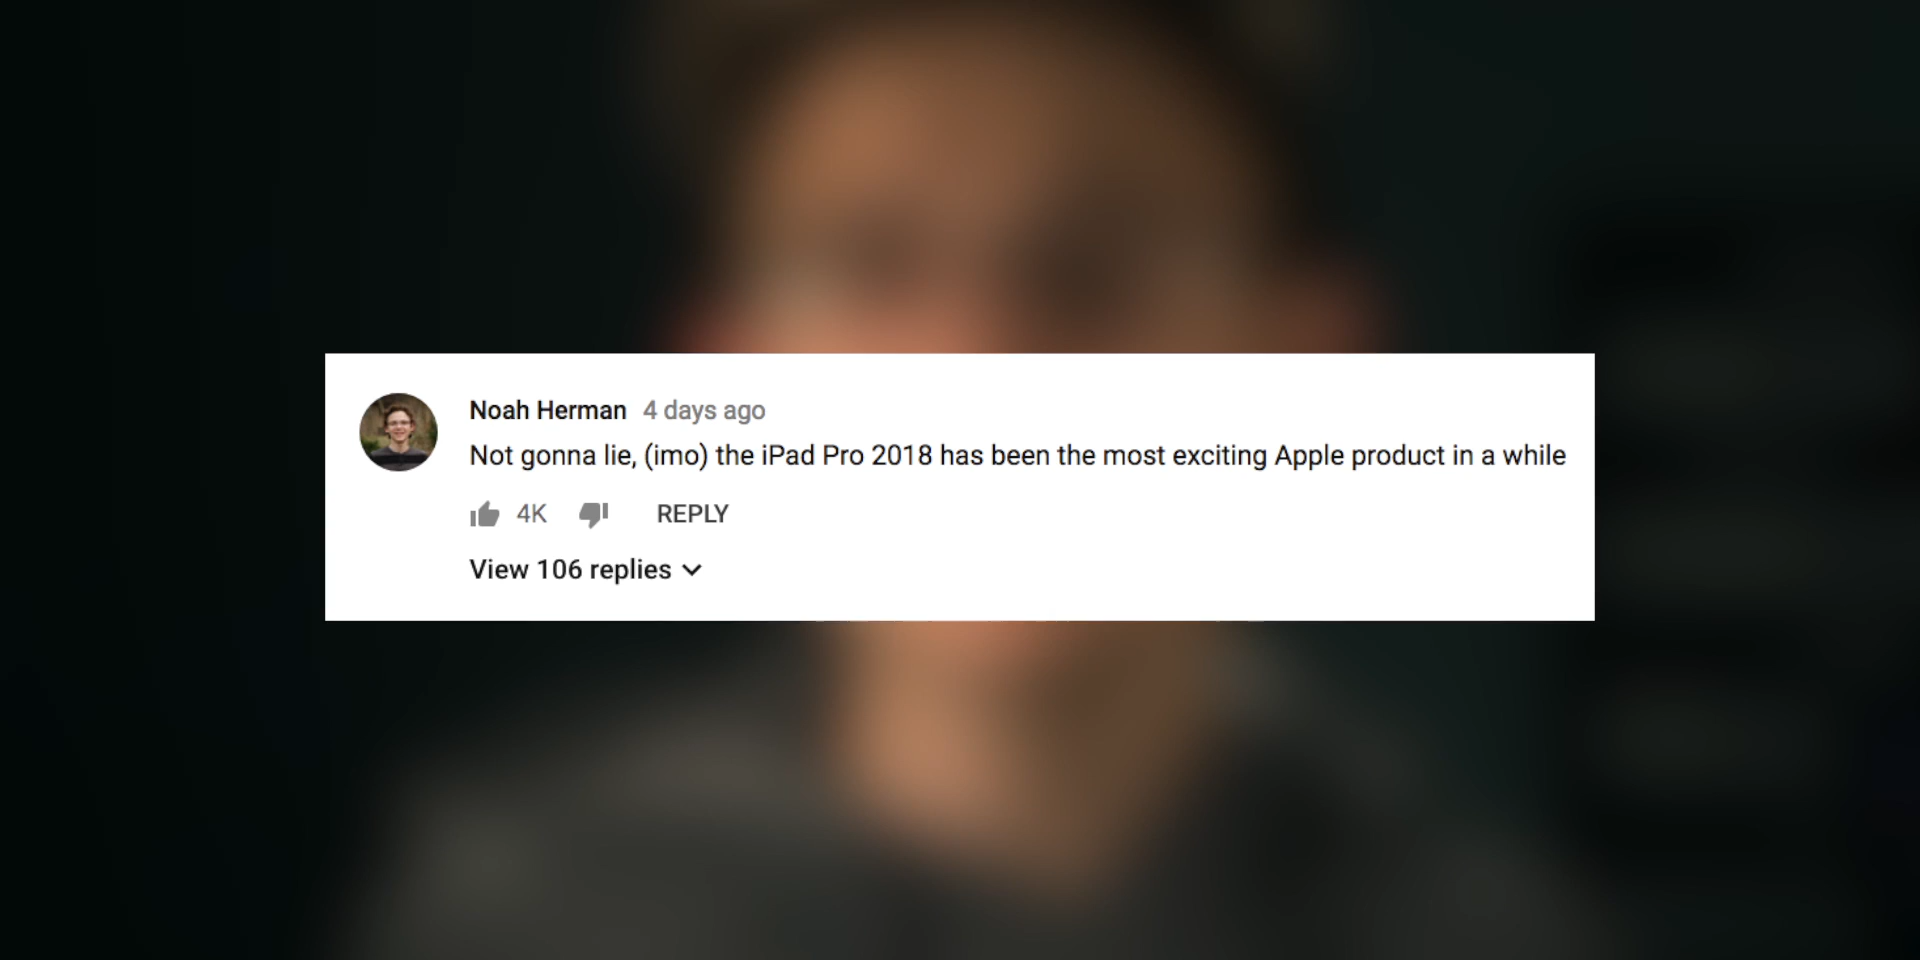 Noah Herman 4 days ago
Not gonna lie, (imo) the iPad Pro 2018 has been the most exciting Apple product in a while
4K REPLY
View 106 replies